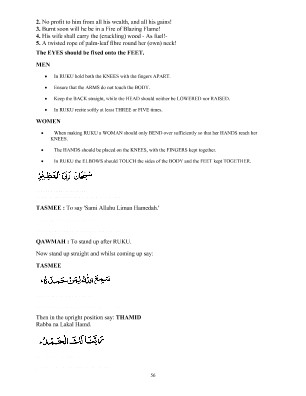 2. No profit to him from all his wealth, and all his gains!
3. Burnt soon will be in a Fire of Blazing Flame!
4. His wife shall carry the (crackling) wood - As fuel!-
5. A twisted rope of palm-leaf fibre round her (own) neck!
The EYES should be fixed onto the FEET.
MEN
• In RUKU hold both the KNEES with the fingers APART.
• Ensure that the ARMS do not touch the BODY.
• Keep the BACK straight, while the HEAD should neither be LOWERED nor RAISED.
• In RUKU recite softly at least THREE or FIVE times.
WOMEN
• When making RUKU a WOMAN should only BEND over sufficiently so that her HANDS reach her
KNEES.
• The HANDS should be placed on the KNEES, with the FINGERS kept together.
• In RUKU the ELBOWS should TOUCH the sides of the BODY and the FEET kept TOGETHER.
سُبْحَانَ رَبِّيَ الْعَظِيْمِ
TASMEE : To say 'Sami Allahu Liman Hamedah.'
QAWMAH : To stand up after RUKU.
Now stand up straight and whilst coming up say:
TASMEE
سَمِعَ اللهُ لِمَنْ حَمِدَهُ
Then in the upright position say: THAMID
Rabba na Lakal Hamd.
رَبَّنَا لَكَ الْحَمْدُ
56